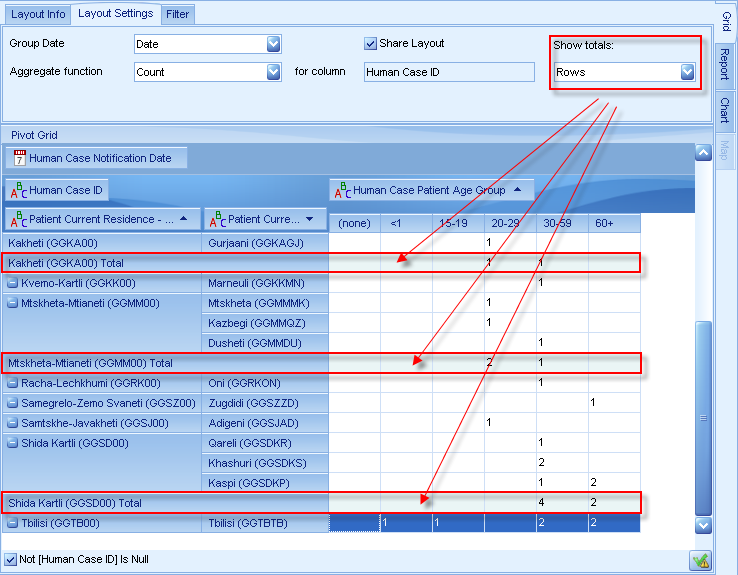 Layout Info Layout Settings Filter
Group Date Date Share Layout Show totals:
Aggregate function Count for column Human Case ID Rows
Grid
Report
Chart
Map
Pivot Grid
7 Human Case Notification Date
ABC Human Case ID ABC Human Case Patient Age Group
ABC Patient Current Residence - ... ABC Patient Curre... (none) <1 15-19 20-29 30-59 60+
Kakheti (GGKA00) Gurjaani (GGKAGJ) 1
Kakheti (GGKA00) Total 1 1
Kvemo-Kartli (GGKK00) Marneuli (GGKKMN) 1
Mtskheta-Mtianeti (GGMM00) Mtskheta (GGMMMK) 1
Kazbegi (GGMMQZ) 1
Dusheti (GGMMDU) 1
Mtskheta-Mtianeti (GGMM00) Total 2 1
Racha-Lechkhumi (GGRK00) Oni (GGRKON) 1
Samegrelo-Zemo Svaneti (GGSZ00) Zugdidi (GGSZZD) 1
Samtskhe-Javakheti (GGSJ00) Adigeni (GGSJAD) 1
Shida Kartli (GGSD00) Qareli (GGSDKR) 1
Khashuri (GGSDKS) 2
Kaspi (GGSDKP) 1 2
Shida Kartli (GGSD00) Total 4 2
Tbilisi (GGTB00) Tbilisi (GGTBTB) 1 1 2 2
Not [Human Case ID] Is Null